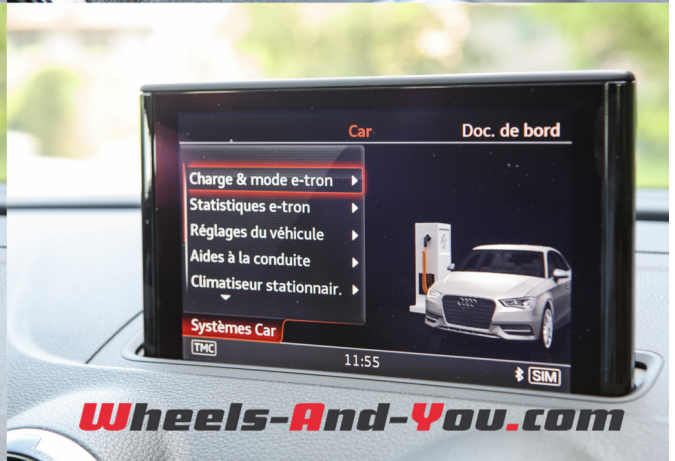 Car Doc. de bord
Charge & mode e-tron
Statistiques e-tron
Réglages du véhicule
Aides à la conduite
Climatiseur stationnair.
Systèmes Car
TMC
11:55
SIM
Wheels-And-You.com